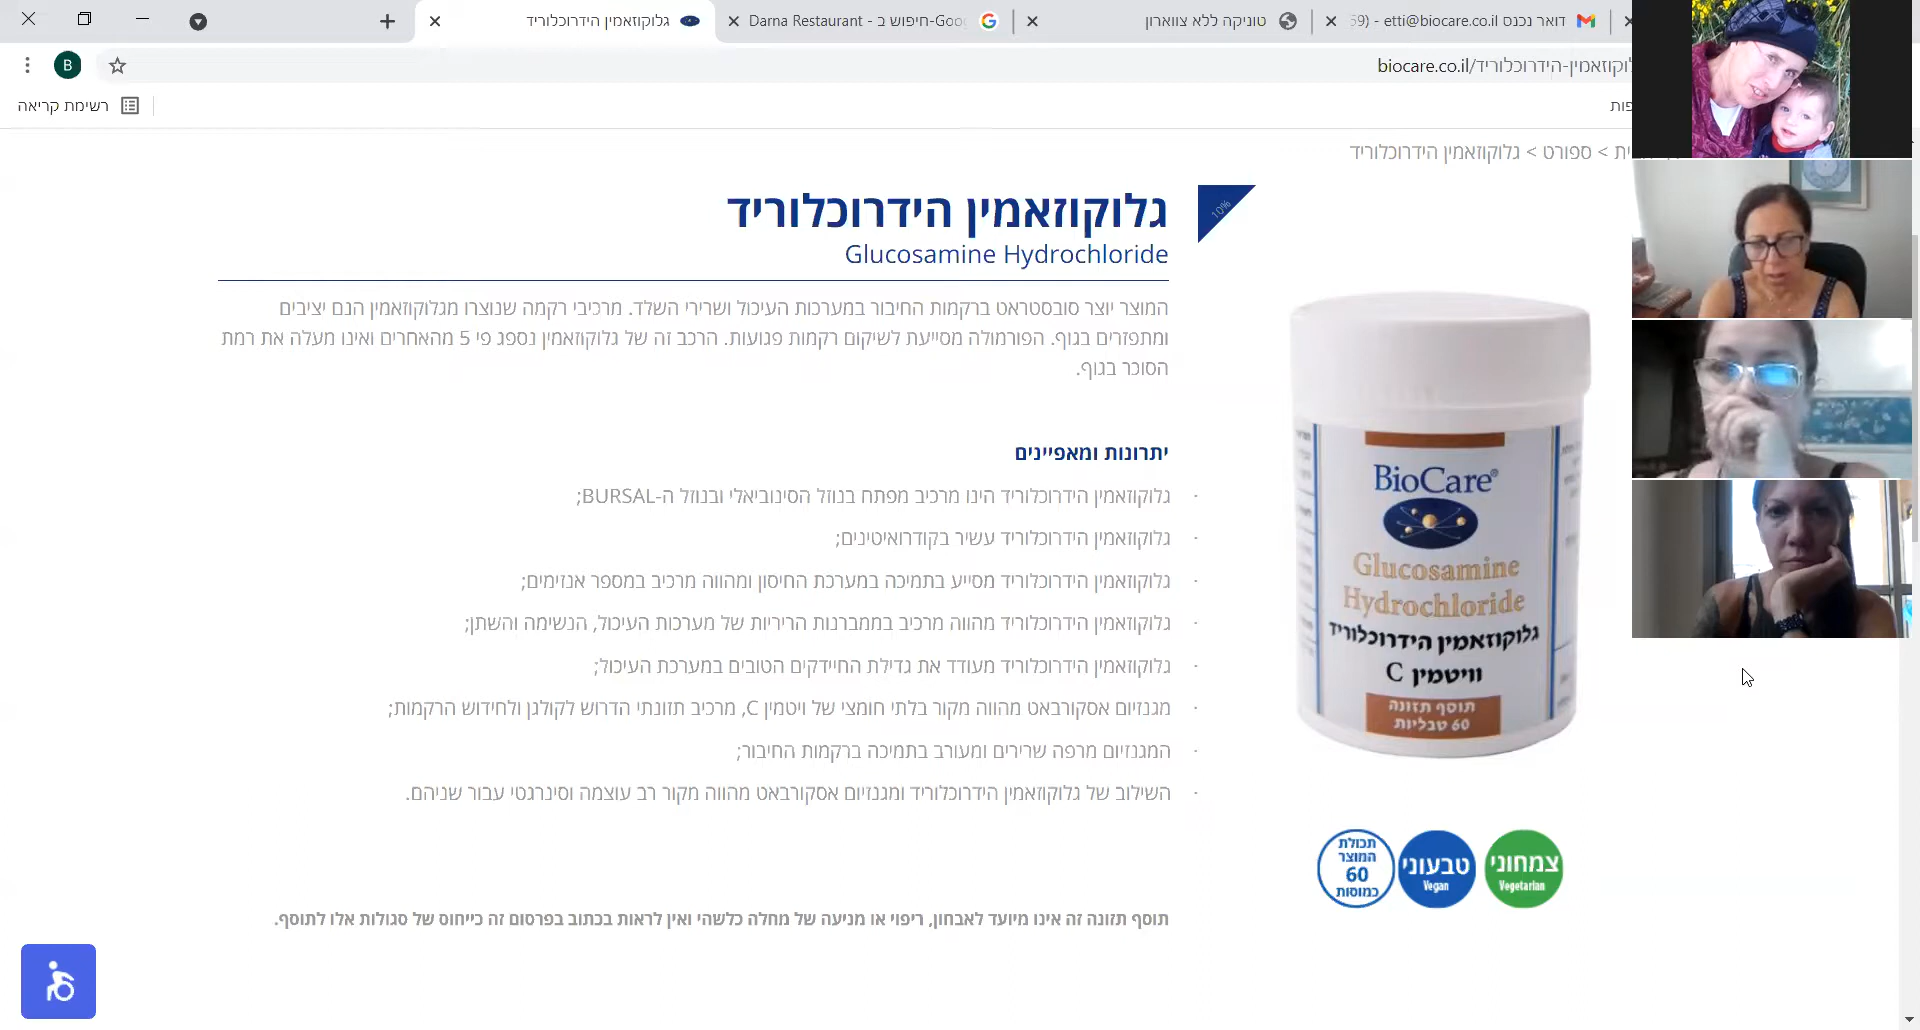 גלוקוזאמין הידרוכלוריד
Darna Restaurant - חיפוש ב-Goo
טוניקה ללא צווארון
דואר נכנס 59) - etti@biocare.co.il
B
biocare.co.il/גלוקוזאמין-הידרוכלוריד
רשימת קריאה
ספורט > גלוקוזאמין הידרוכלוריד
10%
גלוקוזאמין הידרוכלוריד
Glucosamine Hydrochloride
המוצר יוצר סובסטראט ברקמות החיבור במערכות העיכול ושרירי השלד. מרכיבי רקמה שנוצרו מגלוקוזאמין הנם יציבים
ומתפזרים בגוף. הפורמולה מסייעת לשיקום רקמות פגועות. הרכב זה של גלוקוזאמין נספג פי 5 מהאחרים ואינו מעלה את רמת
הסוכר בגוף.
יתרונות ומאפיינים
· גלוקוזאמין הידרוכלוריד הינו מרכיב מפתח בנוזל הסינוביאלי ובנוזל ה-BURSAL;
· גלוקוזאמין הידרוכלוריד עשיר בקודרואיטינים;
· גלוקוזאמין הידרוכלוריד מסייע בתמיכה במערכת החיסון ומהווה מרכיב במספר אנזימים;
· גלוקוזאמין הידרוכלוריד מהווה מרכיב בממברנות הריריות של מערכות העיכול, הנשימה והשתן;
· גלוקוזאמין הידרוכלוריד מעודד את גדילת החיידקים הטובים במערכת העיכול;
· מגנזיום אסקורבאט מהווה מקור בלתי חומצי של ויטמין C, מרכיב תזונתי הדרוש לקולגן ולחידוש הרקמות;
· המגנזיום מרפה שרירים ומעורב בתמיכה ברקמות החיבור;
· השילוב של גלוקוזאמין הידרוכלוריד ומגנזיום אסקורבאט מהווה מקור רב עוצמה וסינרגטי עבור שניהם.
תוסף תזונה זה אינו מיועד לאבחון, ריפוי או מניעה של מחלה כלשהי ואין לראות בכתוב בפרסום זה כייחוס של סגולות אלו לתוסף.
BioCare®
Glucosamine
Hydrochloride
גלוקוזאמין הידרוכלוריד
וויטמין C
תוסף תזונה
60 טבליות
צמחוני
Vegetarian
טבעוני
Vegan
תכולת
המוצר
60
כמוסות